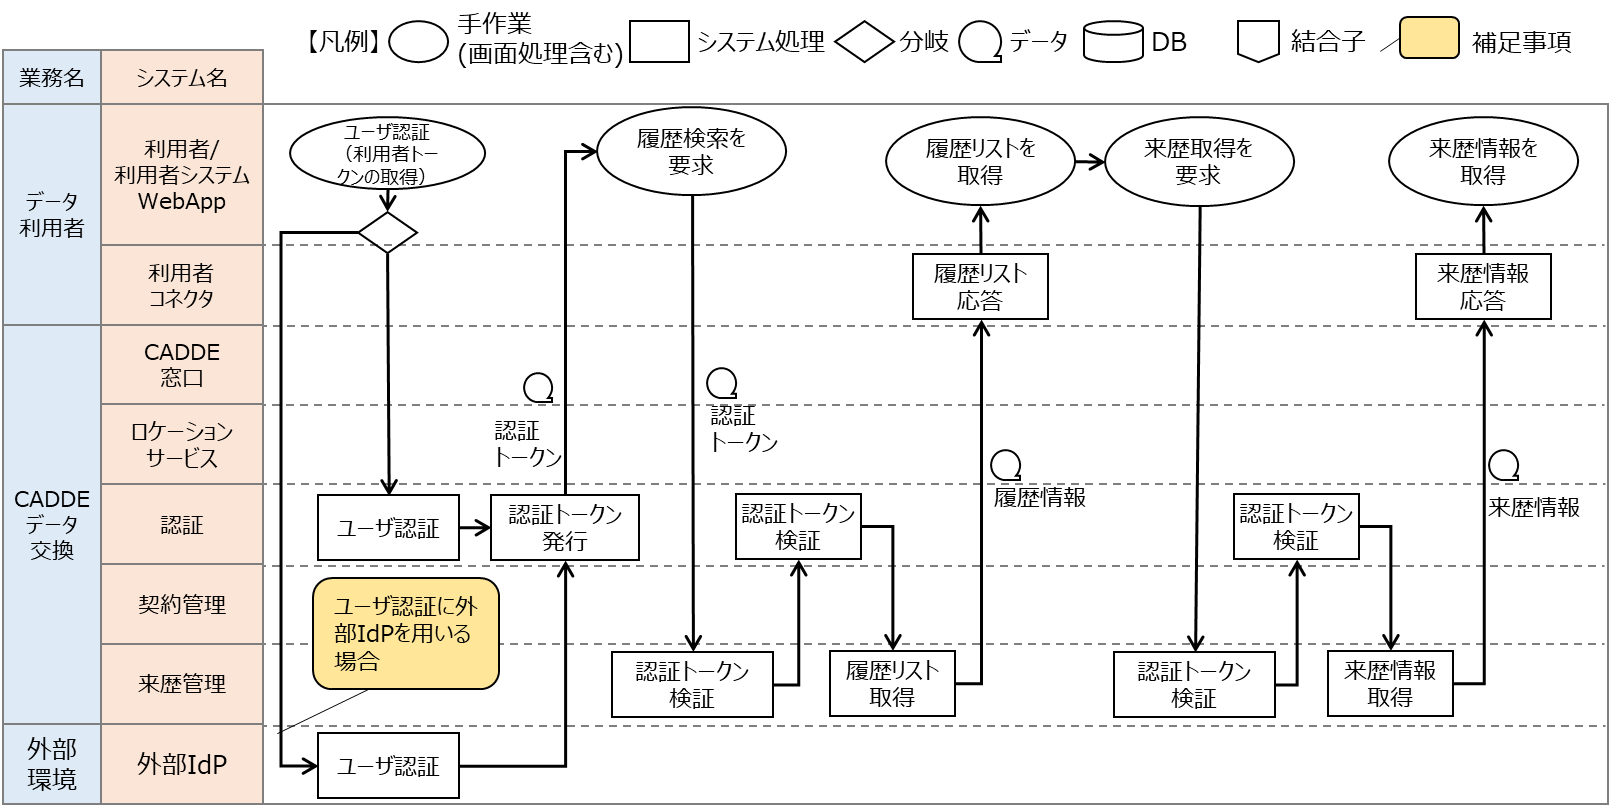 【凡例】
手作業
(画面処理含む)
システム処理
分岐
データ
DB
結合子
補足事項
業務名
システム名
データ
利用者
利用者/
利用者システム
WebApp
ユーザ認証
（利用者トー
クンの取得）
履歴検索を
要求
履歴リストを
取得
来歴取得を
要求
来歴情報を
取得
利用者
コネクタ
履歴リスト
応答
来歴情報
応答
CADDE
データ
交換
CADDE
窓口
ロケーション
サービス
認証
トークン
認証
トークン
履歴情報
来歴情報
認証
ユーザ認証
認証トークン
発行
認証トークン
検証
認証トークン
検証
契約管理
ユーザ認証に外
部IdPを用いる
場合
来歴管理
認証トークン
検証
履歴リスト
取得
認証トークン
検証
来歴情報
取得
外部
環境
外部IdP
ユーザ認証